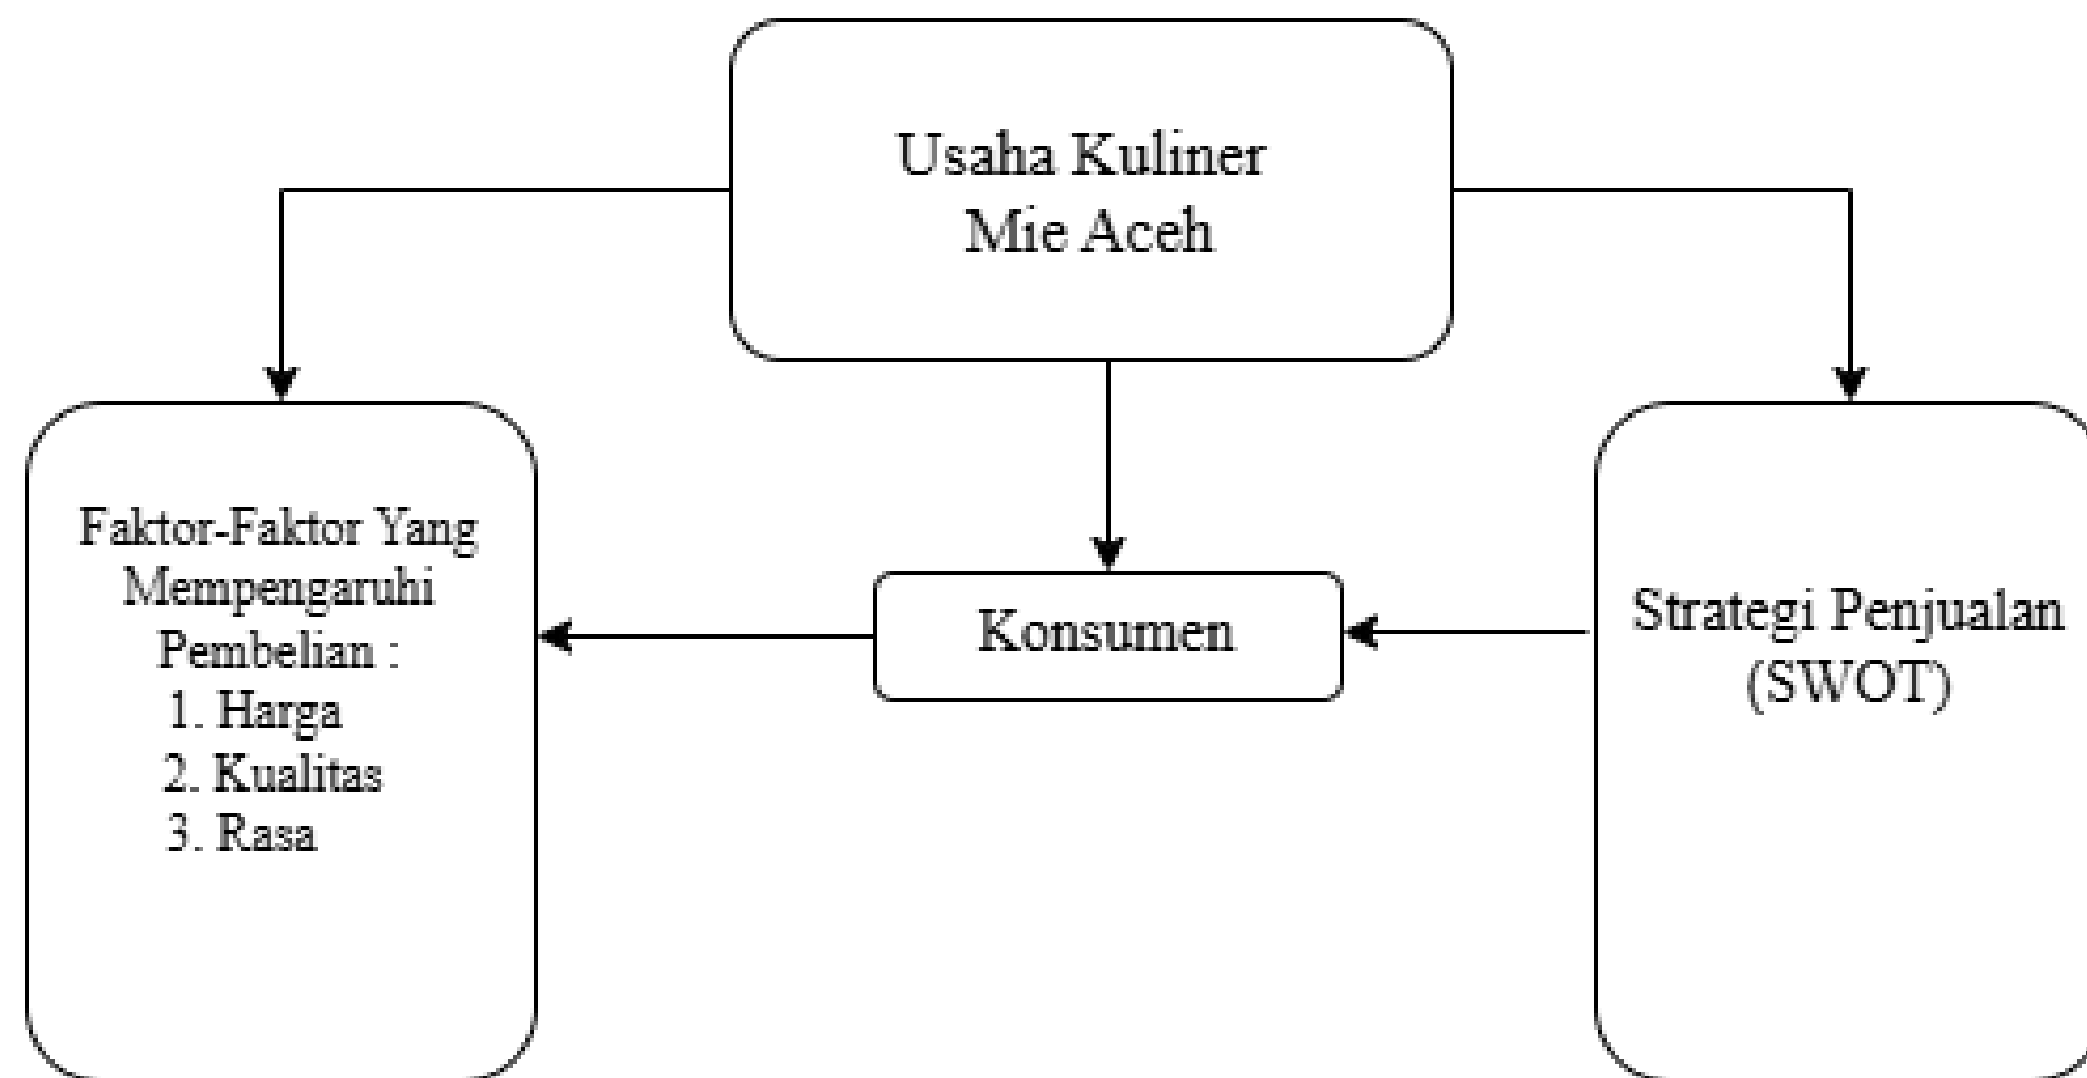 Usaha Kuliner
Mie Aceh
Faktor-Faktor Yang
Mempengaruhi
Pembelian :
1. Harga
2. Kualitas
3. Rasa
Konsumen
Strategi Penjualan
(SWOT)